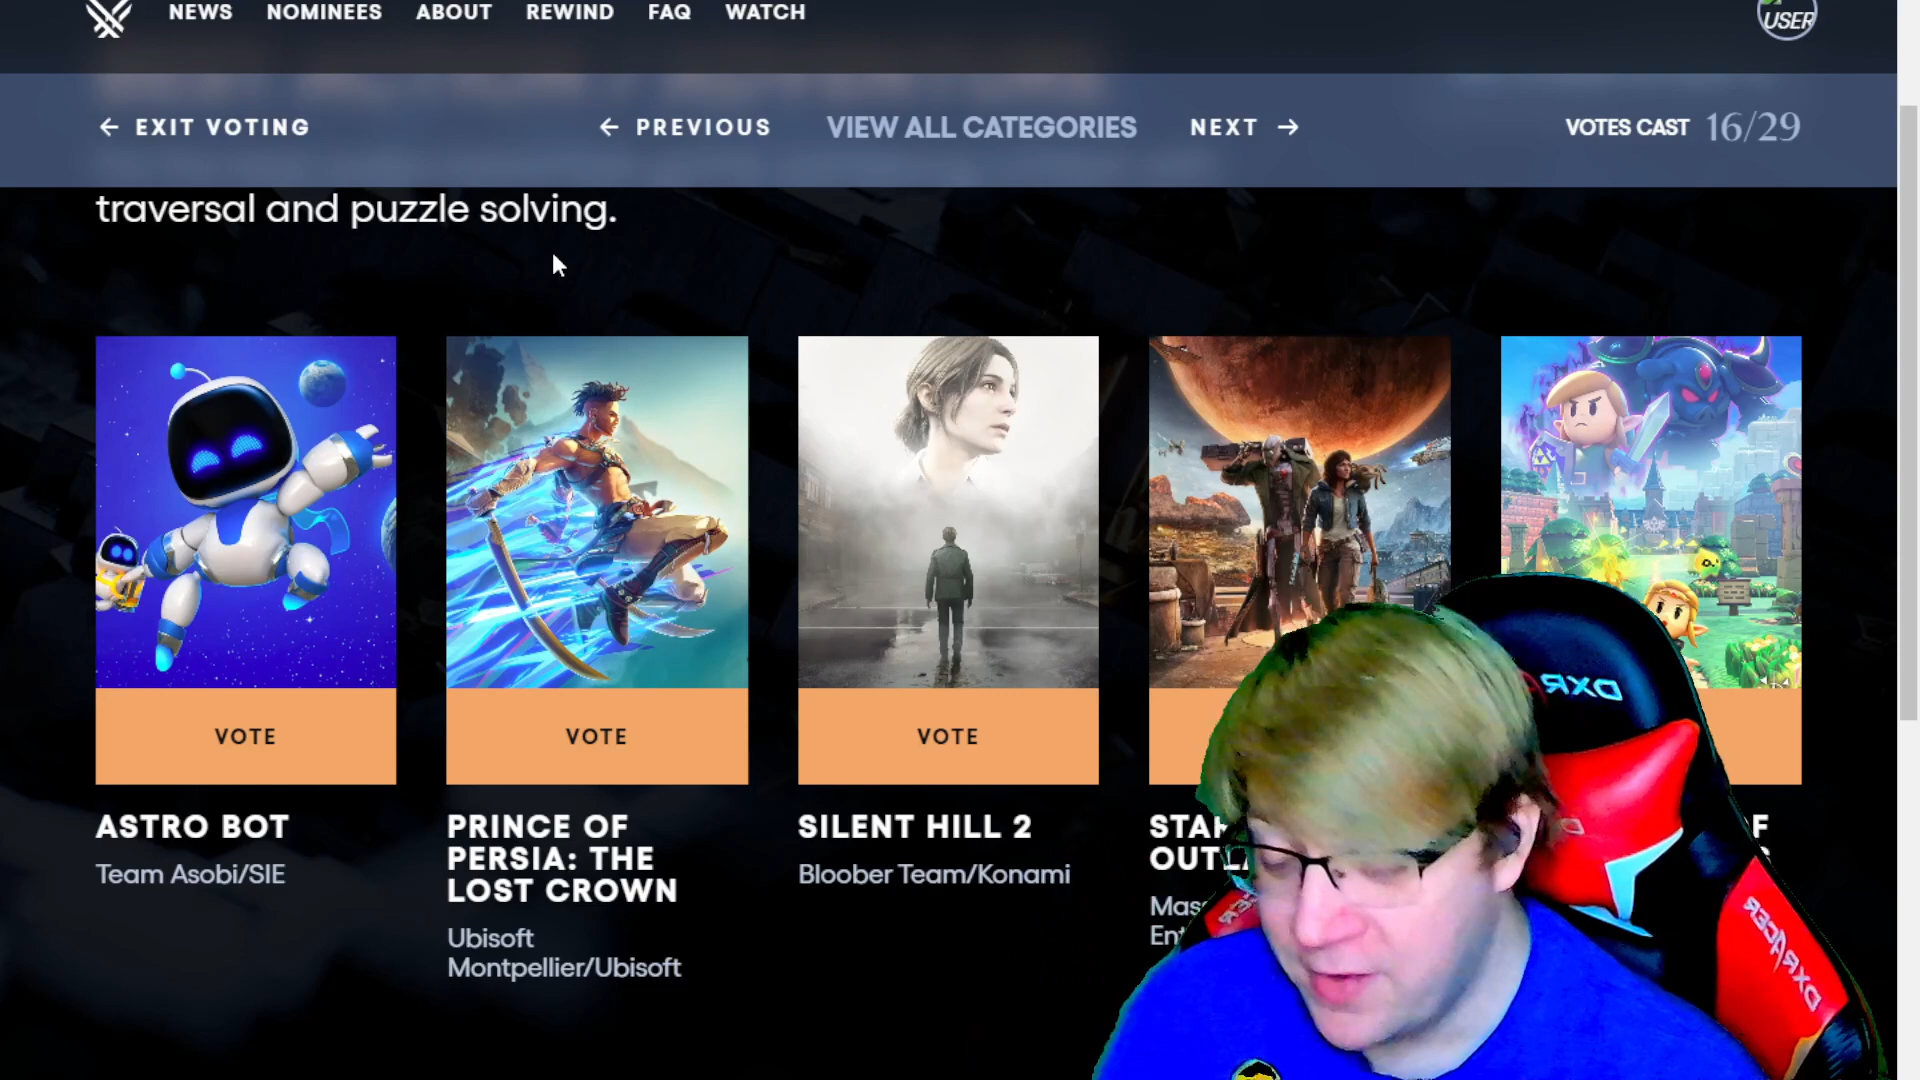 NEWS NOMINEES ABOUT REWIND FAQ WATCH
USER
← EXIT VOTING ← PREVIOUS VIEW ALL CATEGORIES NEXT → VOTES CAST 16/29
traversal and puzzle solving.
VOTE VOTE VOTE
ASTRO BOT
Team Asobi/SIE
PRINCE OF
PERSIA: THE
LOST CROWN
Ubisoft
Montpellier/Ubisoft
SILENT HILL 2
Bloober Team/Konami
DXR
DXRACER